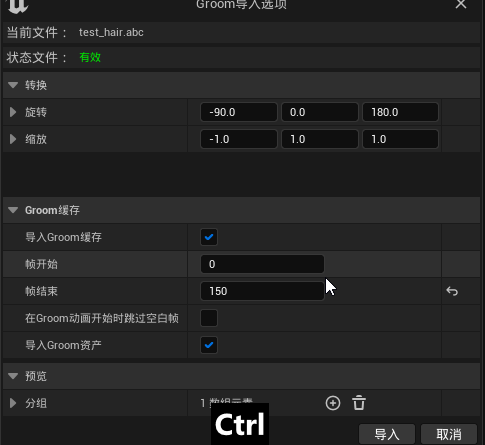 Groom导入选项
当前文件： test_hair.abc
状态文件： 有效
转换
旋转 -90.0 0.0 180.0
缩放 -1.0 1.0 1.0
Groom缓存
导入Groom缓存
帧开始 0
帧结束 150
在Groom动画开始时跳过空白帧
导入Groom资产
预览
分组 1 数组元素
Ctrl
导入 取消